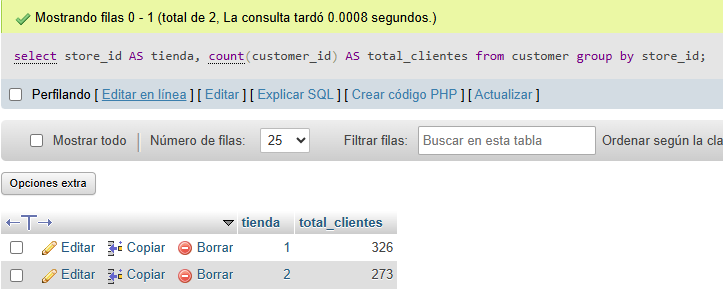 Mostrando filas 0 - 1 (total de 2, La consulta tardó 0.0008 segundos.)
select store_id AS tienda, count(customer_id) AS total_clientes from customer group by store_id;
Perfilando [ Editar en línea ] [ Editar ] [ Explicar SQL ] [ Crear código PHP ] [ Actualizar ]
Mostrar todo Número de filas: 25 Filtrar filas: Buscar en esta tabla Ordenar según la cla
Opciones extra
tienda total_clientes
Editar Copiar Borrar 1 326
Editar Copiar Borrar 2 273